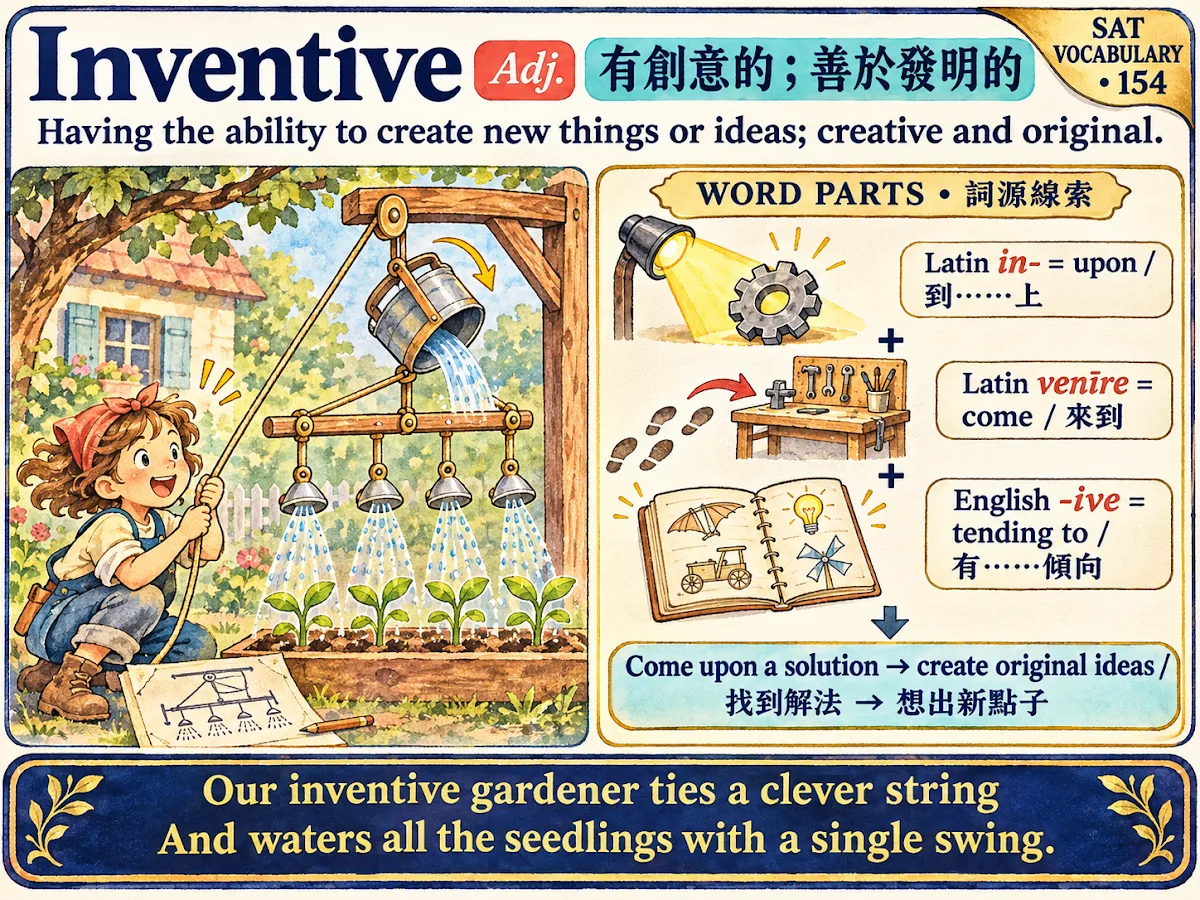 Inventive
Adj.
有創意的；善於發明的
SAT
VOCABULARY
• 154
Having the ability to create new things or ideas; creative and original.
WORD PARTS • 詞源線索
Latin in- = upon /
到……上
+
Latin venīre =
come / 來到
+
English -ive =
tending to /
有……傾向
Come upon a solution → create original ideas /
找到解法 → 想出新點子
Our inventive gardener ties a clever string
And waters all the seedlings with a single swing.